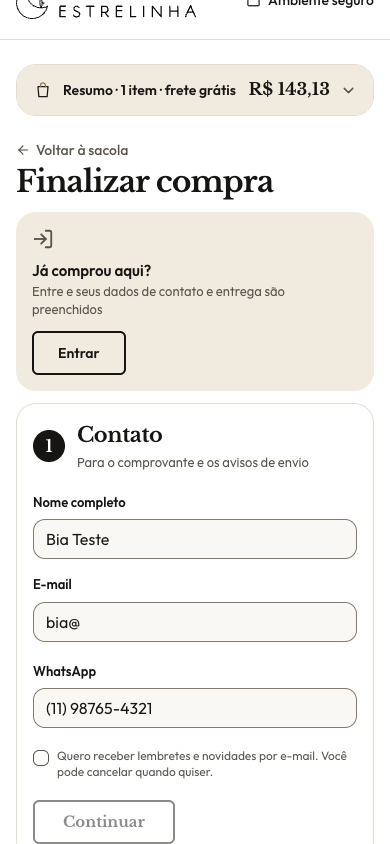 ESTRELINHA
Ambiente seguro
Resumo · 1 item · frete grátis R$ 143,13
Voltar à sacola
Finalizar compra
Já comprou aqui?
Entre e seus dados de contato e entrega são
preenchidos
Entrar
1 Contato
Para o comprovante e os avisos de envio
Nome completo
Bia Teste
E-mail
bia@
WhatsApp
(11) 98765-4321
Quero receber lembretes e novidades por e-mail. Você
pode cancelar quando quiser.
Continuar